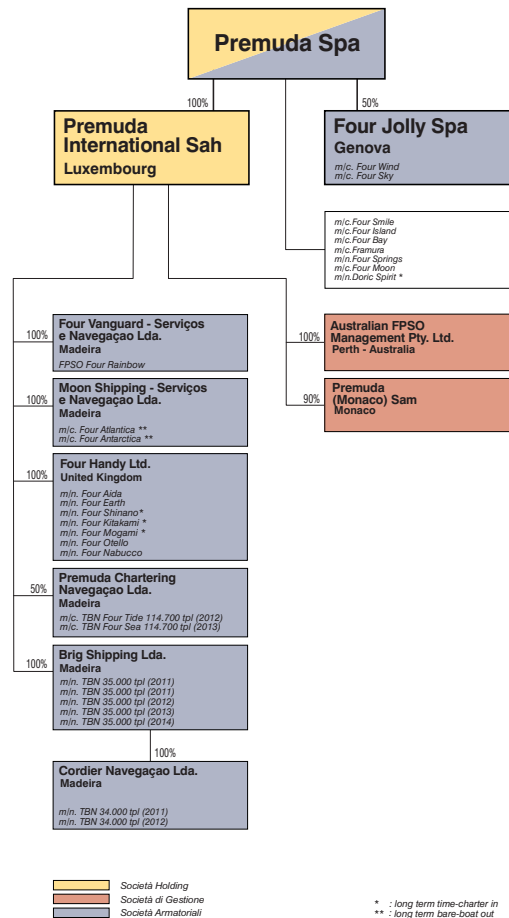 Premuda Spa
100%
50%
Premuda
International Sah
Luxembourg
Four Jolly Spa
Genova
m/c. Four Wind
m/c. Four Sky
m/c.Four Smile
m/c.Four Island
m/c.Four Bay
m/c.Framura
m/n.Four Springs
m/c.Four Moon
m/n.Doric Spirit *
100%
Four Vanguard - Serviços
e Navegaçao Lda.
Madeira
FPSO Four Rainbow
100%
Australian FPSO
Management Pty. Ltd.
Perth - Australia
100%
Moon Shipping - Serviços
e Navegaçao Lda.
Madeira
m/c. Four Atlantica **
m/c. Four Antarctica **
90%
Premuda
(Monaco) Sam
Monaco
100%
Four Handy Ltd.
United Kingdom
m/n. Four Aida
m/n. Four Earth
m/n. Four Shinano*
m/n. Four Kitakami *
m/n. Four Mogami *
m/n. Four Otello
m/n. Four Nabucco
50%
Premuda Chartering
Navegaçao Lda.
Madeira
m/c. TBN Four Tide 114.700 tpl (2012)
m/c. TBN Four Sea 114.700 tpl (2013)
100%
Brig Shipping Lda.
Madeira
m/n. TBN 35.000 tpl (2011)
m/n. TBN 35.000 tpl (2011)
m/n. TBN 35.000 tpl (2012)
m/n. TBN 35.000 tpl (2013)
m/n. TBN 35.000 tpl (2014)
100%
Cordier Navegaçao Lda.
Madeira
m/n. TBN 34.000 tpl (2011)
m/n. TBN 34.000 tpl (2012)
Società Holding
Società di Gestione
Società Armatoriali
* : long term time-charter in
** : long term bare-boat out